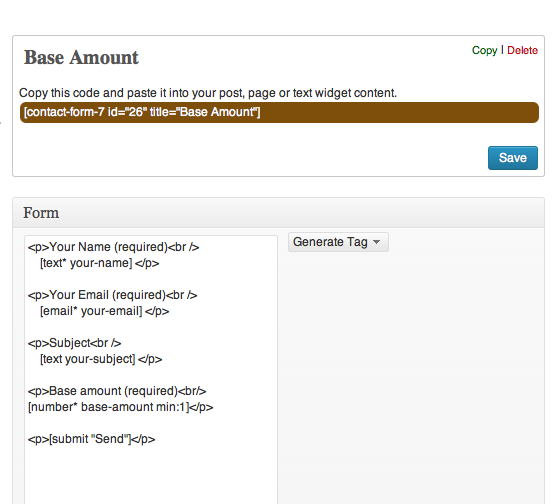 Base Amount
Copy | Delete
Copy this code and paste it into your post, page or text widget content.
[contact-form-7 id="26" title="Base Amount"]
Save
Form
Generate Tag
<p>Your Name (required)<br />
[text* your-name] </p>
<p>Your Email (required)<br />
[email* your-email] </p>
<p>Subject<br />
[text your-subject] </p>
<p>Base amount (required)<br/>
[number* base-amount min:1]</p>
<p>[submit "Send"]</p>